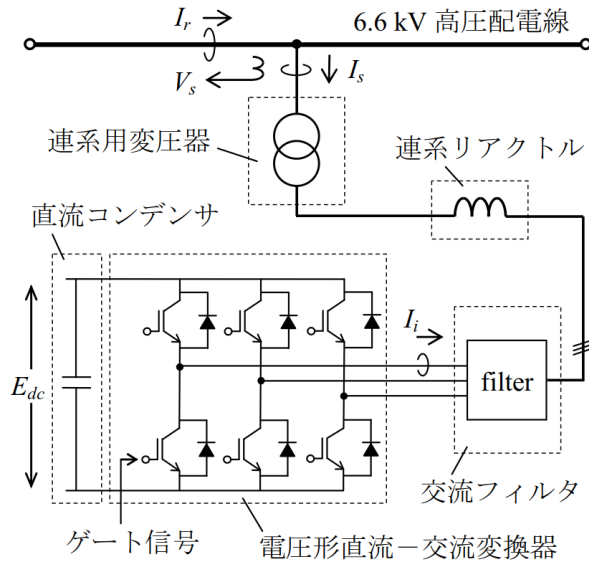 I_r
6.6 kV 高圧配電線
V_s
I_s
連系用変圧器
連系リアクトル
直流コンデンサ
I_i
E_dc
filter
ゲート信号
電圧形直流－交流変換器
交流フィルタ